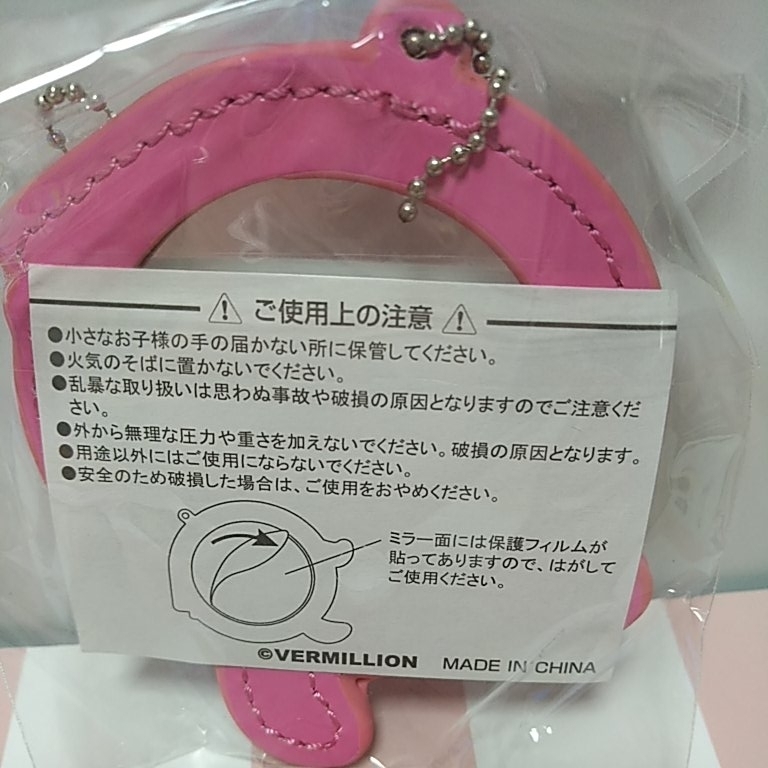 ご使用上の注意
●小さなお子様の手の届かない所に保管してください。
●火気のそばに置かないでください。
●乱暴な取り扱いは思わぬ事故や破損の原因となりますのでご注意くだ
さい。
●外から無理な圧力や重さを加えないでください。破損の原因となります。
●用途以外にはご使用にならないでください。
●安全のため破損した場合は、ご使用をおやめください。
ミラー面には保護フィルムが
貼ってありますので、はがして
ご使用ください。
©VERMILLION MADE IN CHINA